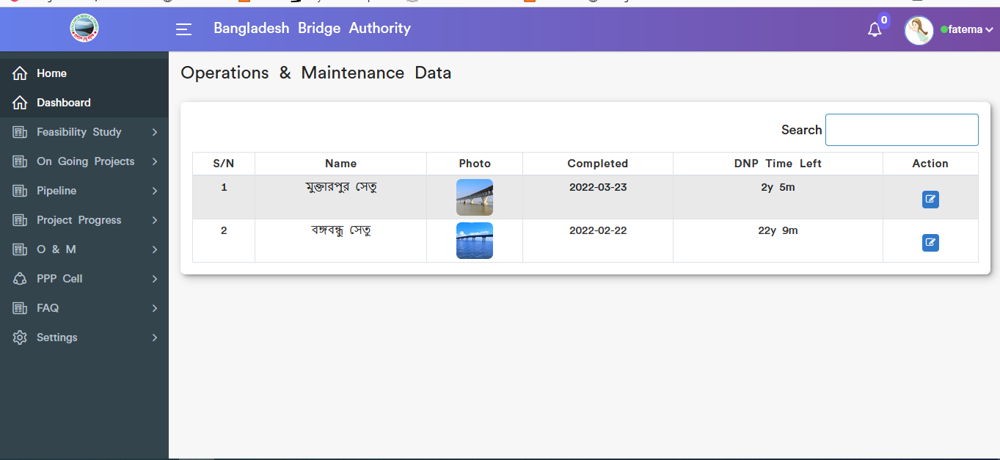 Bangladesh Bridge Authority
0
fatema
Home
Dashboard
Feasibility Study
On Going Projects
Pipeline
Project Progress
O & M
PPP Cell
FAQ
Settings
Operations & Maintenance Data
Search
S/N Name Photo Completed DNP Time Left Action
1 মুক্তারপুর সেতু 2022-03-23 2y 5m
2 বঙ্গবন্ধু সেতু 2022-02-22 22y 9m